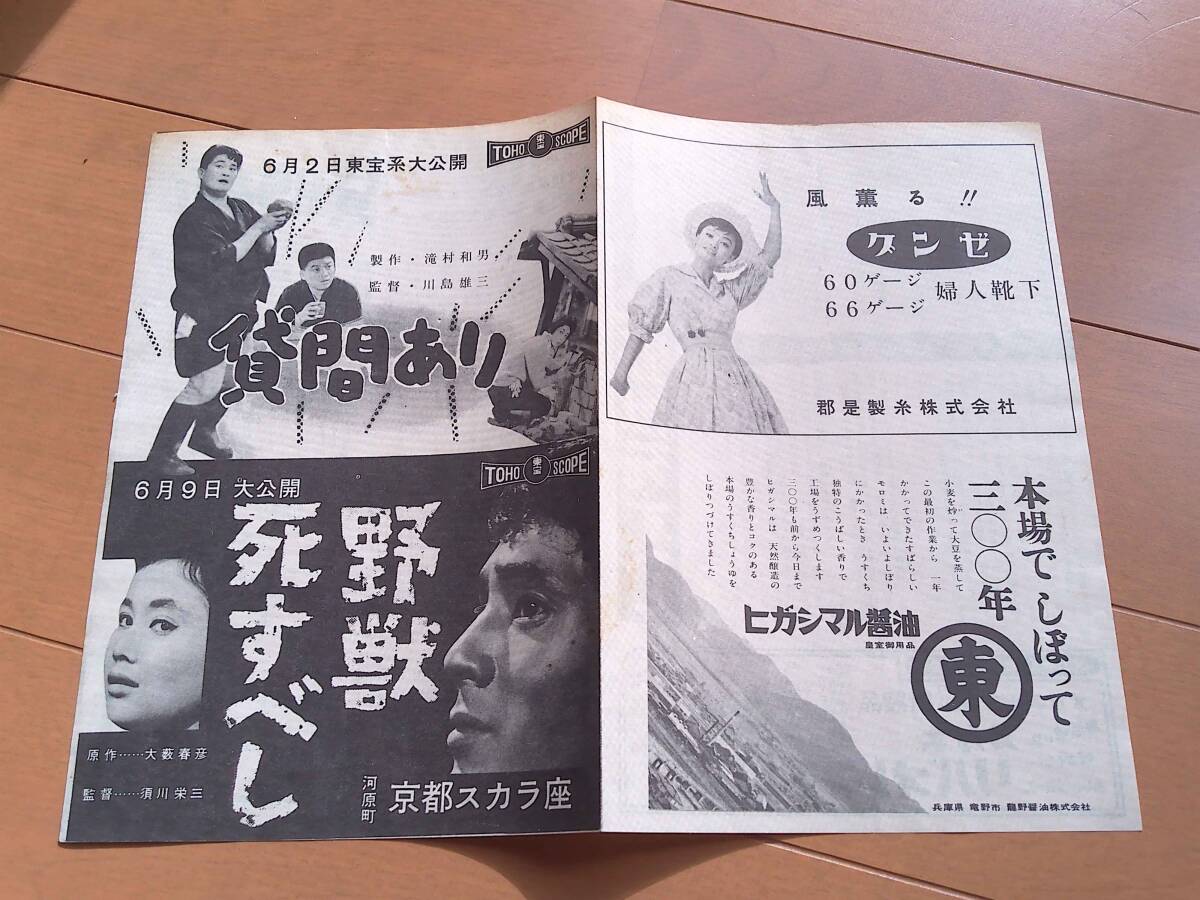 6月2日東宝系大公開
TOHO 東宝 SCOPE
製作・滝村和男
監督・川島雄三
貸間あり
TOHO 東宝 SCOPE
6月9日 大公開
野獣
死すべし
原作……大藪春彦
監督……須川栄三
河原町
京都スカラ座
風薫る!!
グンゼ
60ゲージ
66ゲージ
婦人靴下
郡是製糸株式会社
本場でしぼって
三〇〇年
東
小麦を炒って大豆を蒸して
この最初の作業から 一年
かかってできたすばらしい
モロミは いよいよしぼり
にかかったとき うすくち
独特のこうばしい香りで
工場をうずめつくします
三〇〇年も前から今日まで
ヒガシマルは 天然醸造の
豊かな香りとコクのある
本場のうすくちしょうゆを
しぼりつづけてきました
ヒガシマル醤油
皇室御用品
兵庫県 竜野市 龍野醤油株式会社